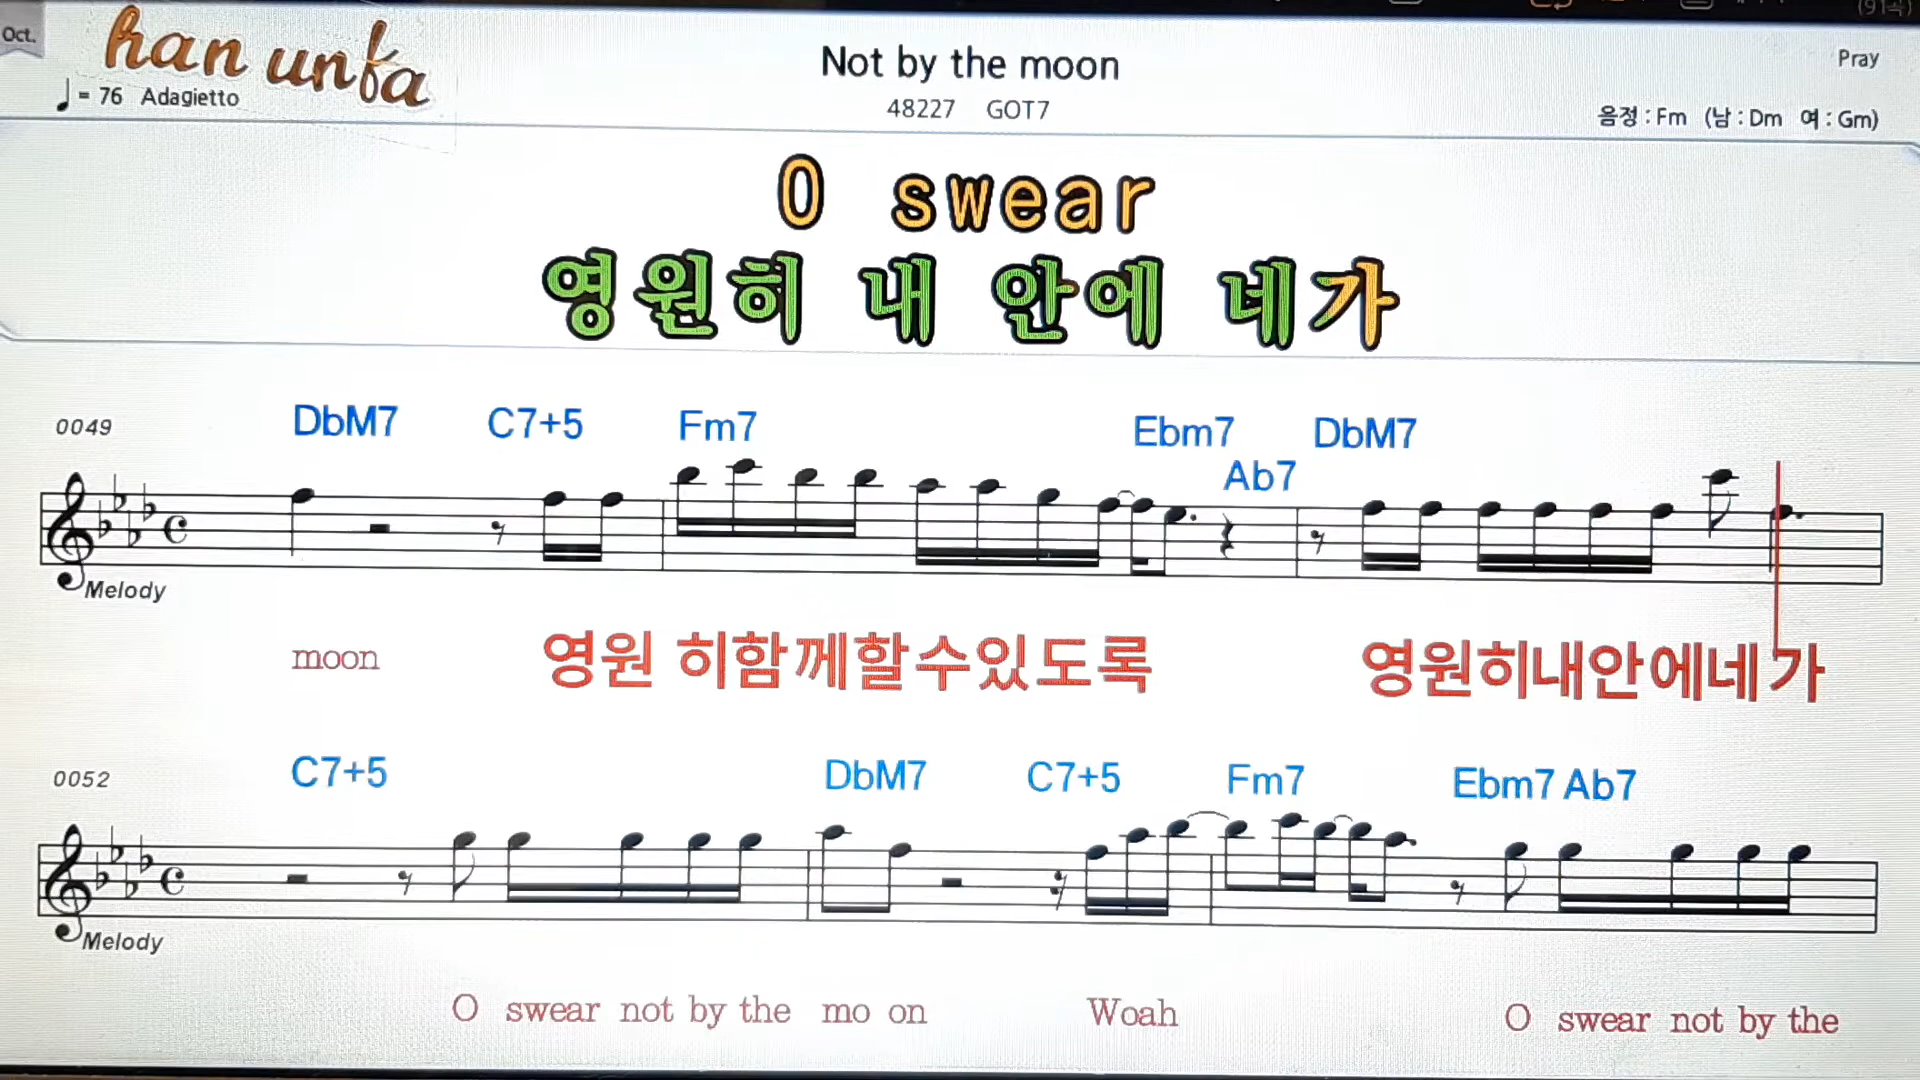 (91곡)
Oct.
han unfa
Not by the moon
Pray
♩= 76 Adagietto
48227 GOT7
음정 : Fm (남 : Dm 여 : Gm)
O swear
영원히 내 안에 네가
0049 DbM7 C7+5 Fm7 Ebm7 Ab7 DbM7
Melody
moon 영원 히함께할수있도록 영원히내안에네가
0052 C7+5 DbM7 C7+5 Fm7 Ebm7 Ab7
Melody
O swear not by the mo on Woah O swear not by the